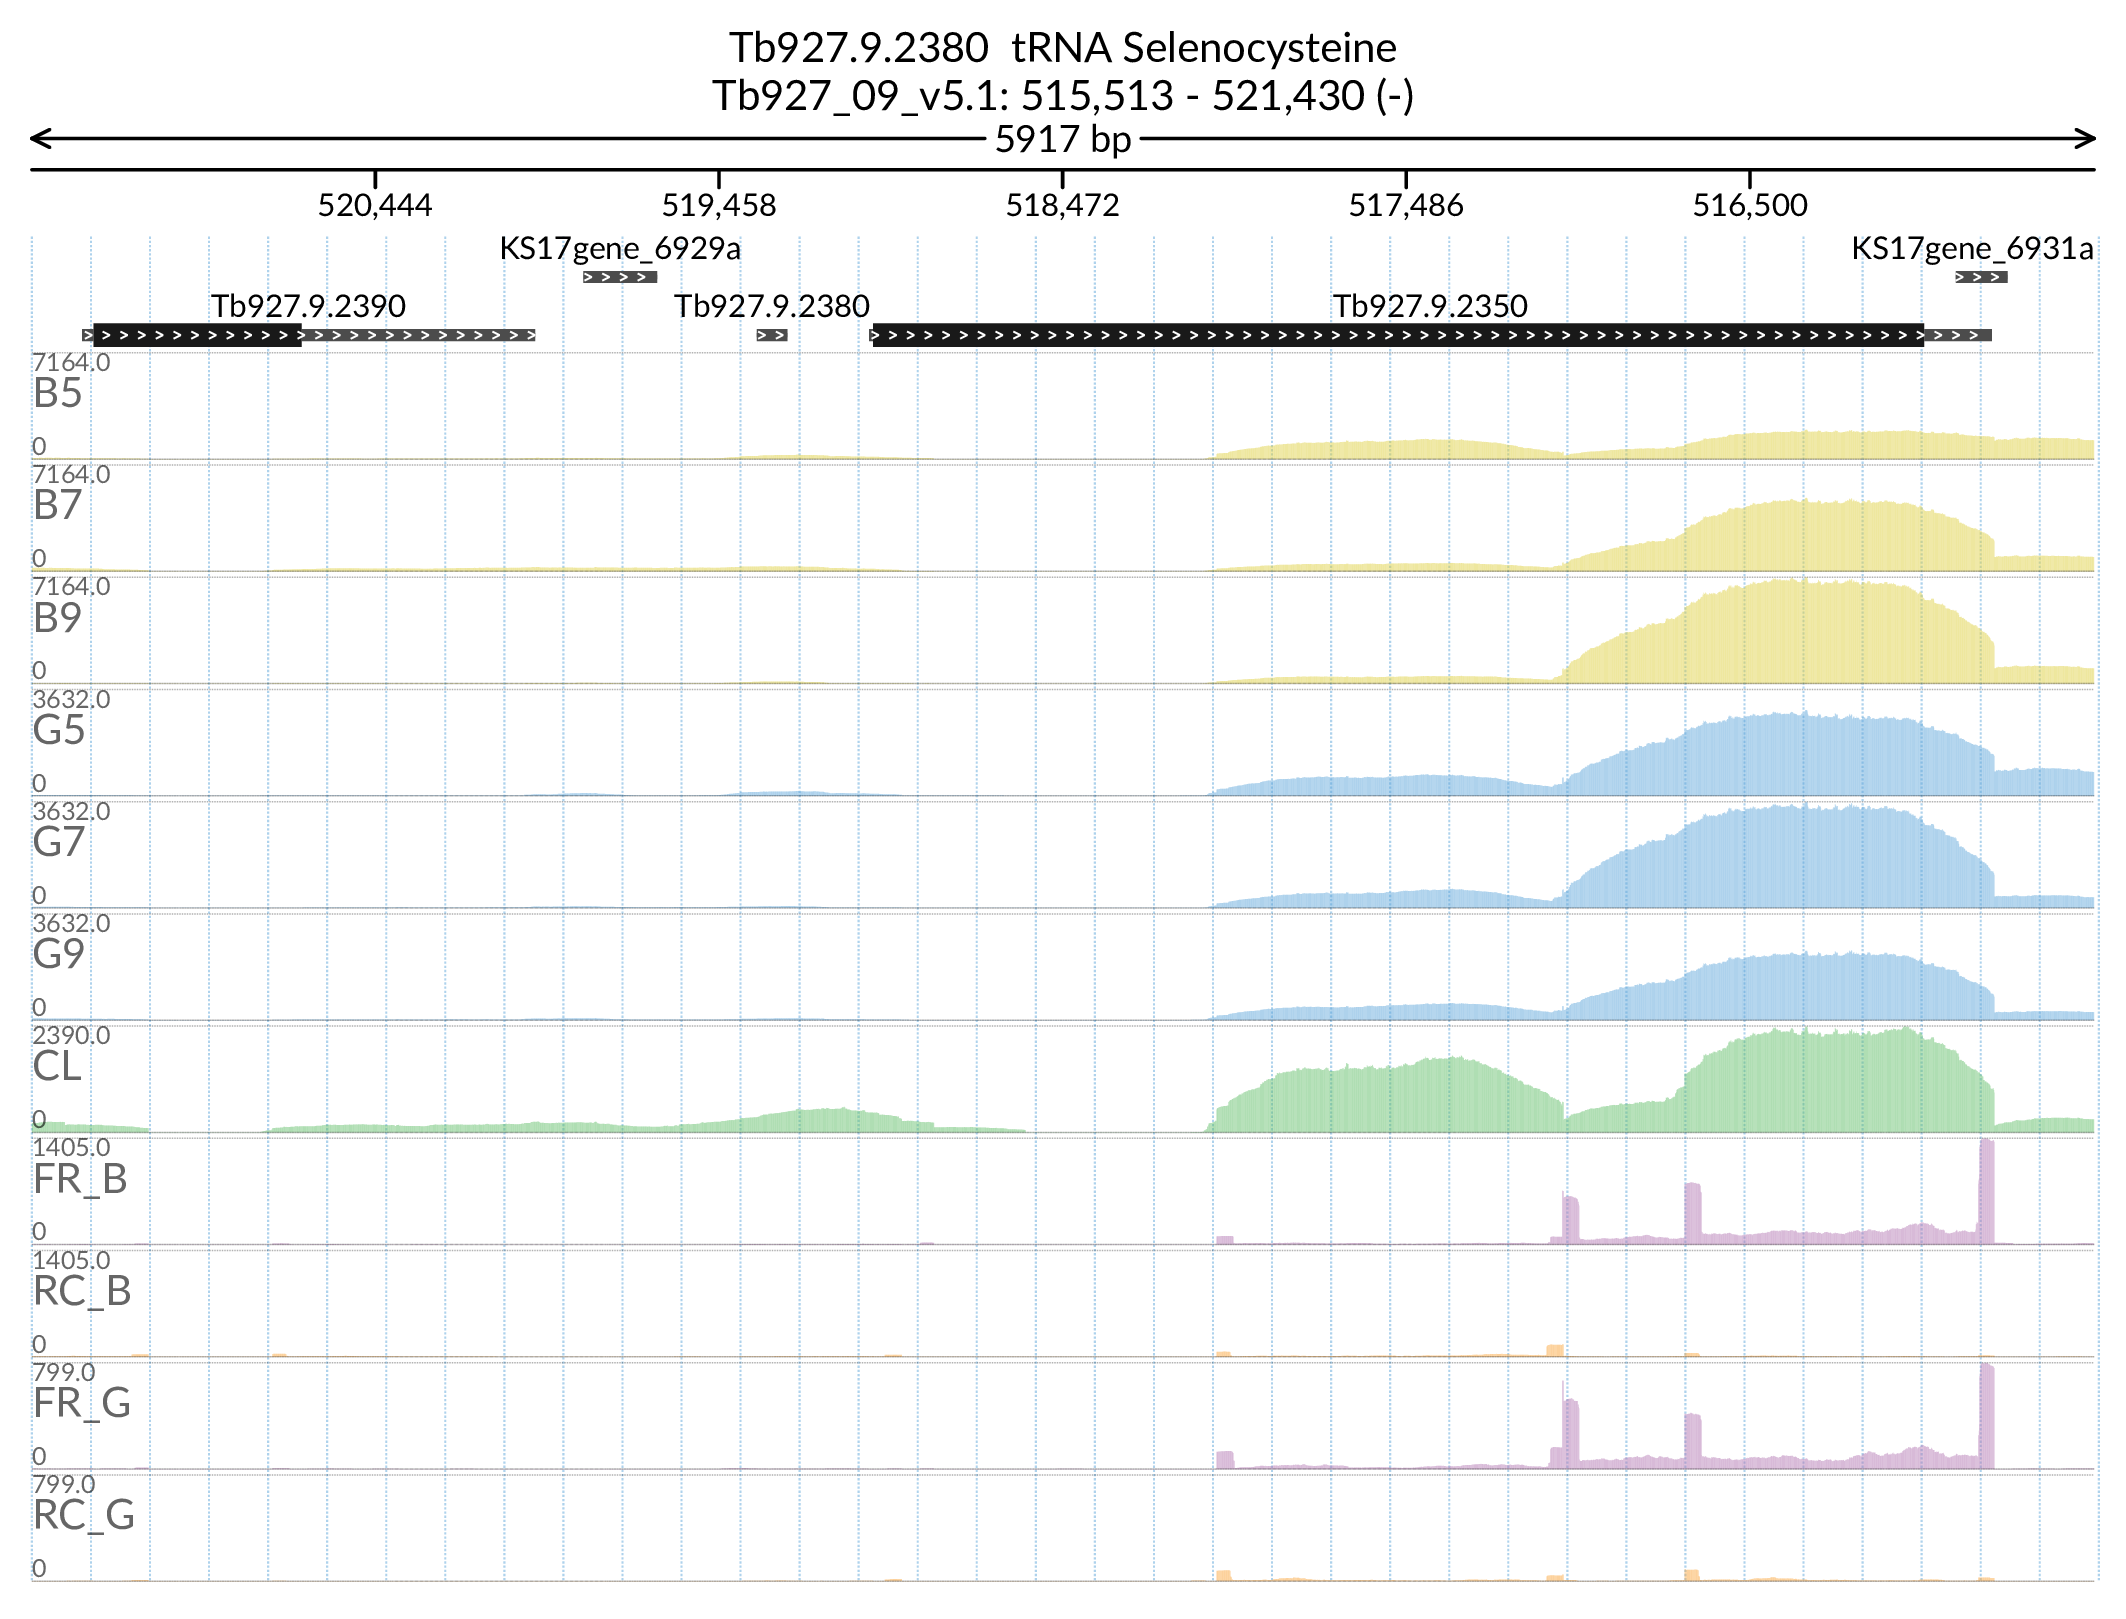 Tb927.9.2380  tRNA Selenocysteine
Tb927_09_v5.1: 515,513 - 521,430 (-)
5917 bp
520,444 519,458 518,472 517,486 516,500
KS17gene_6929a KS17gene_6931a
Tb927.9.2390 Tb927.9.2380 Tb927.9.2350
7164.0
B5
0
7164.0
B7
0
7164.0
B9
0
3632.0
G5
0
3632.0
G7
0
3632.0
G9
0
2390.0
CL
0
1405.0
FR_B
0
1405.0
RC_B
0
799.0
FR_G
0
799.0
RC_G
0